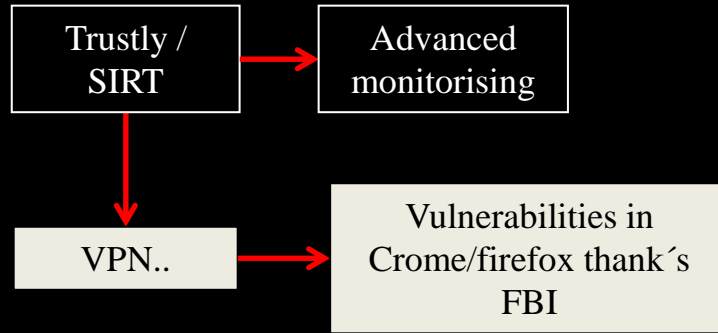 Trustly /
SIRT
Advanced
monitorising
VPN..
Vulnerabilities in
Crome/firefox thank´s
FBI